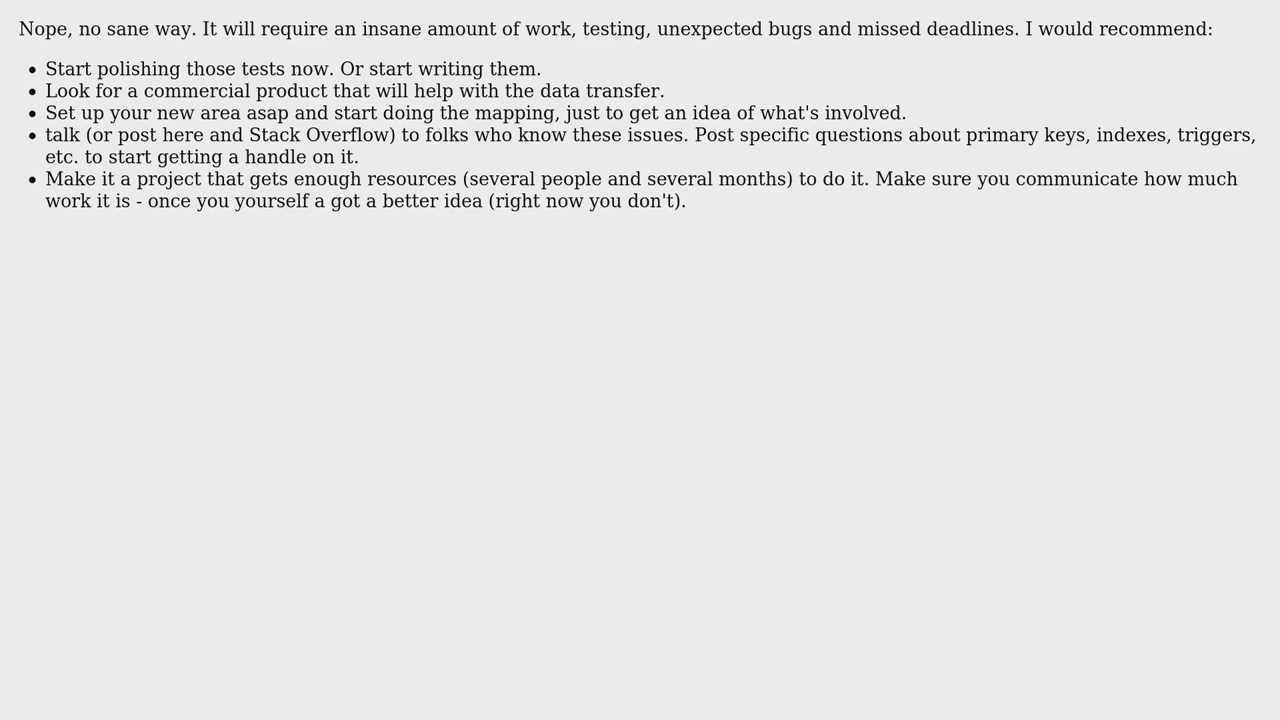 Nope, no sane way. It will require an insane amount of work, testing, unexpected bugs and missed deadlines. I would recommend:
• Start polishing those tests now. Or start writing them.
• Look for a commercial product that will help with the data transfer.
• Set up your new area asap and start doing the mapping, just to get an idea of what's involved.
• talk (or post here and Stack Overflow) to folks who know these issues. Post specific questions about primary keys, indexes, triggers,
etc. to start getting a handle on it.
• Make it a project that gets enough resources (several people and several months) to do it. Make sure you communicate how much
work it is - once you yourself a got a better idea (right now you don't).